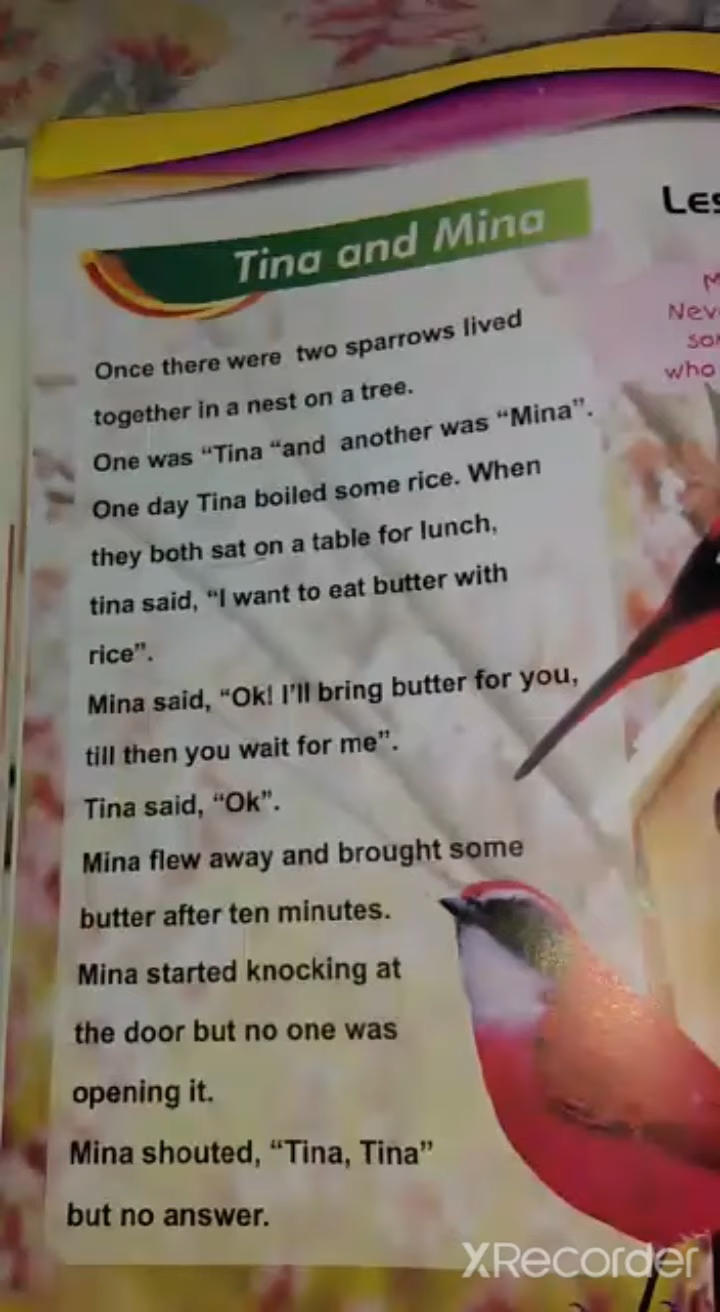 Tina and Mina
Once there were two sparrows lived
together in a nest on a tree.
One was “Tina “and another was “Mina”.
One day Tina boiled some rice. When
they both sat on a table for lunch,
tina said, “I want to eat butter with
rice”.
Mina said, “Ok! I’ll bring butter for you,
till then you wait for me”.
Tina said, “Ok”.
Mina flew away and brought some
butter after ten minutes.
Mina started knocking at
the door but no one was
opening it.
Mina shouted, “Tina, Tina”
but no answer.
who
XRecorder